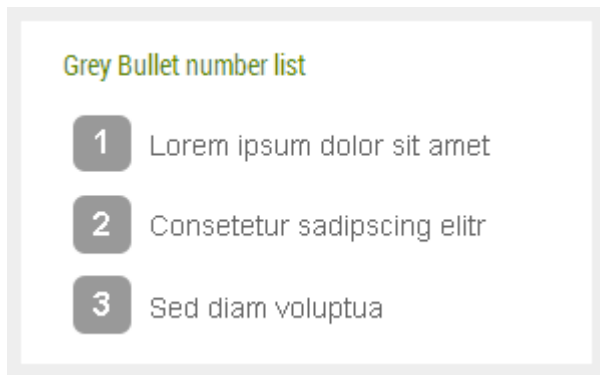 Grey Bullet number list
1 Lorem ipsum dolor sit amet
2 Consetetur sadipscing elitr
3 Sed diam voluptua